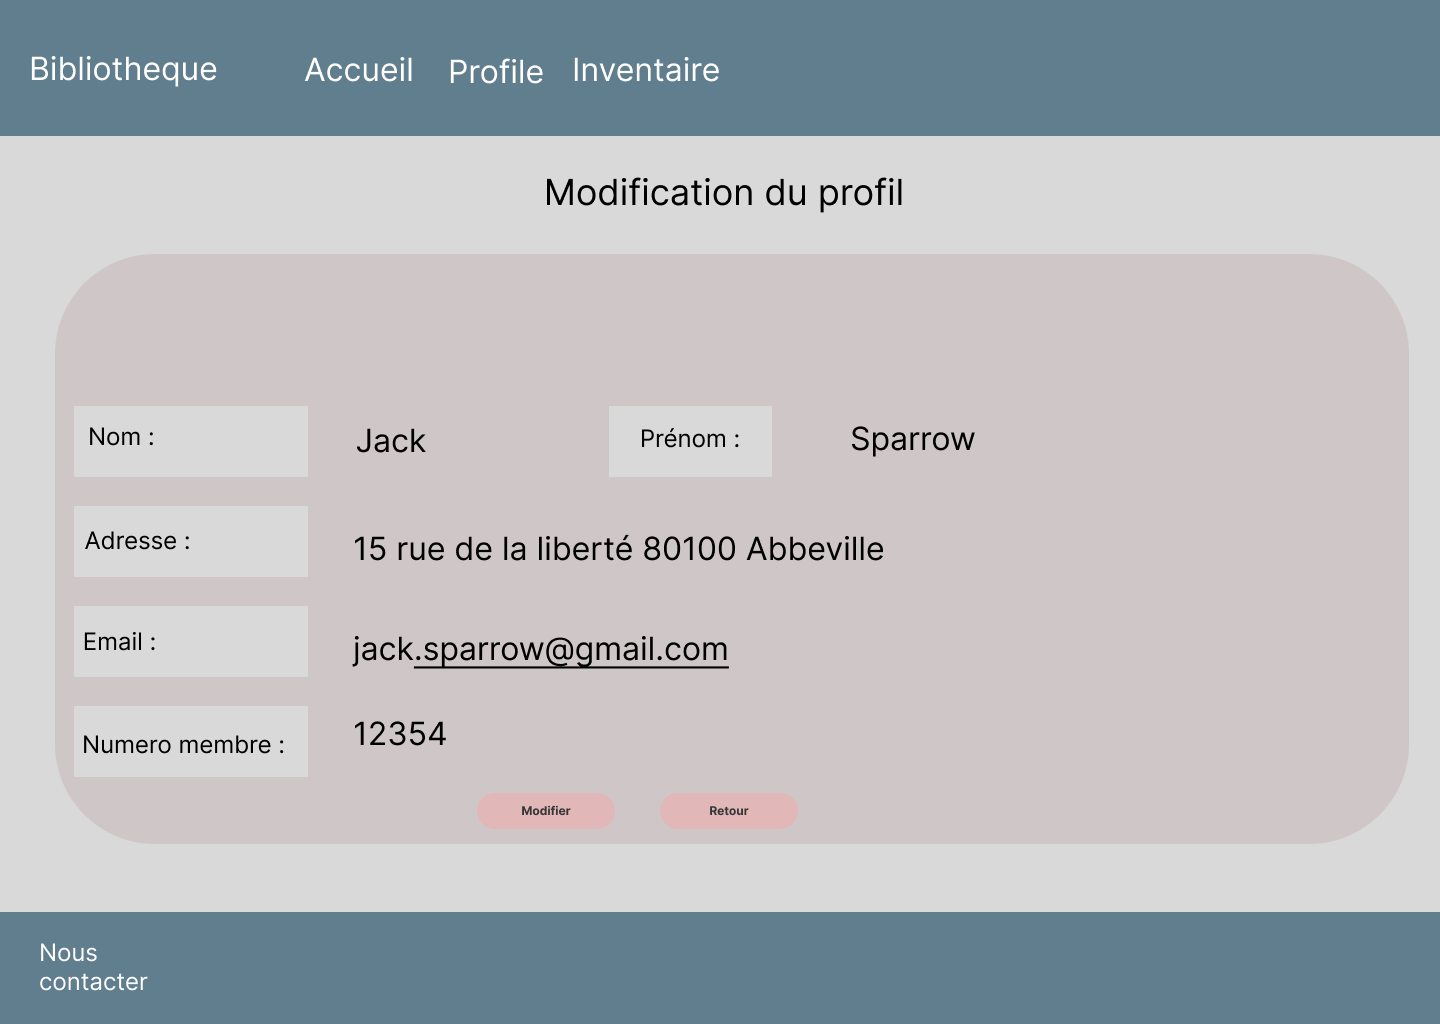 Bibliotheque Accueil Profile Inventaire
Modification du profil
Nom : Jack Prénom : Sparrow
Adresse : 15 rue de la liberté 80100 Abbeville
Email : jack.sparrow@gmail.com
Numero membre : 12354
Modifier Retour
Nous
contacter